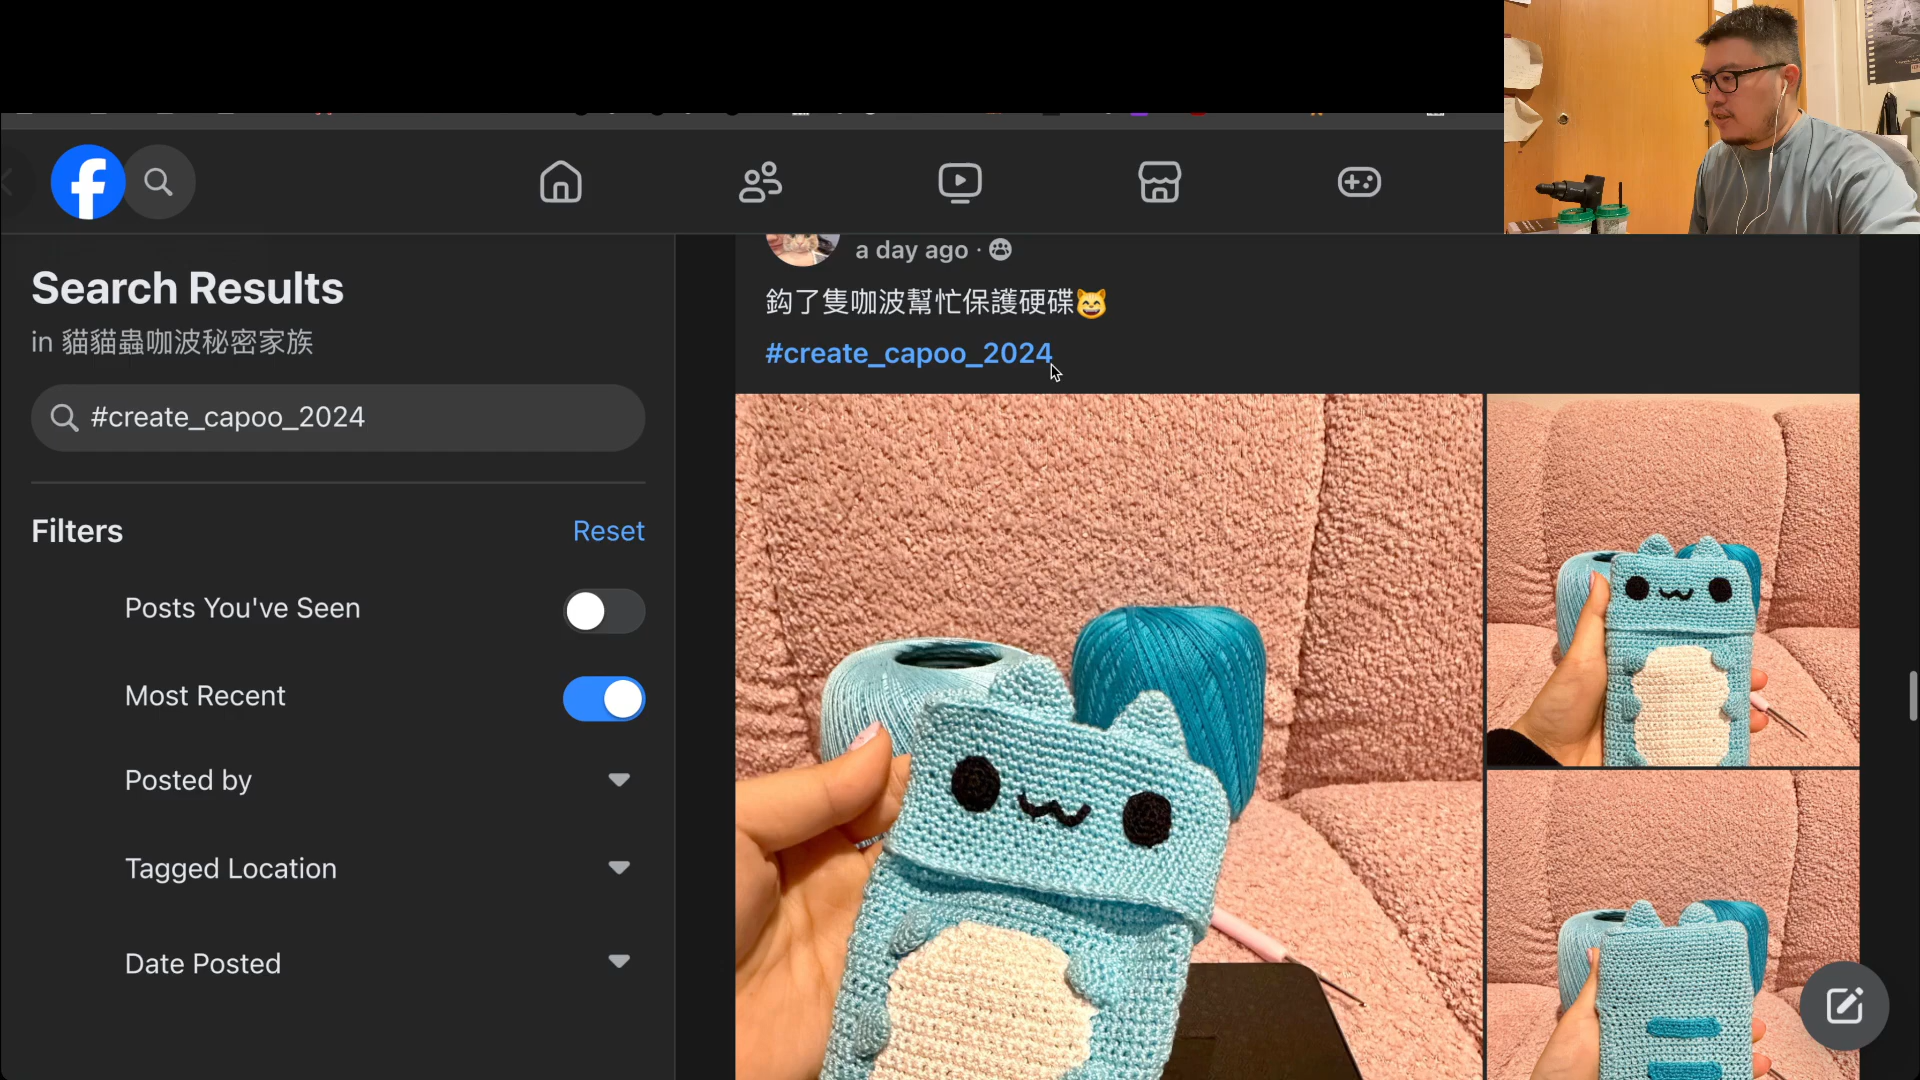 Search Results
in 貓貓蟲咖波秘密家族
#create_capoo_2024
Filters
Reset
Posts You've Seen
Most Recent
Posted by
Tagged Location
Date Posted
a day ago ·
鈎了隻咖波幫忙保護硬碟😸
#create_capoo_2024